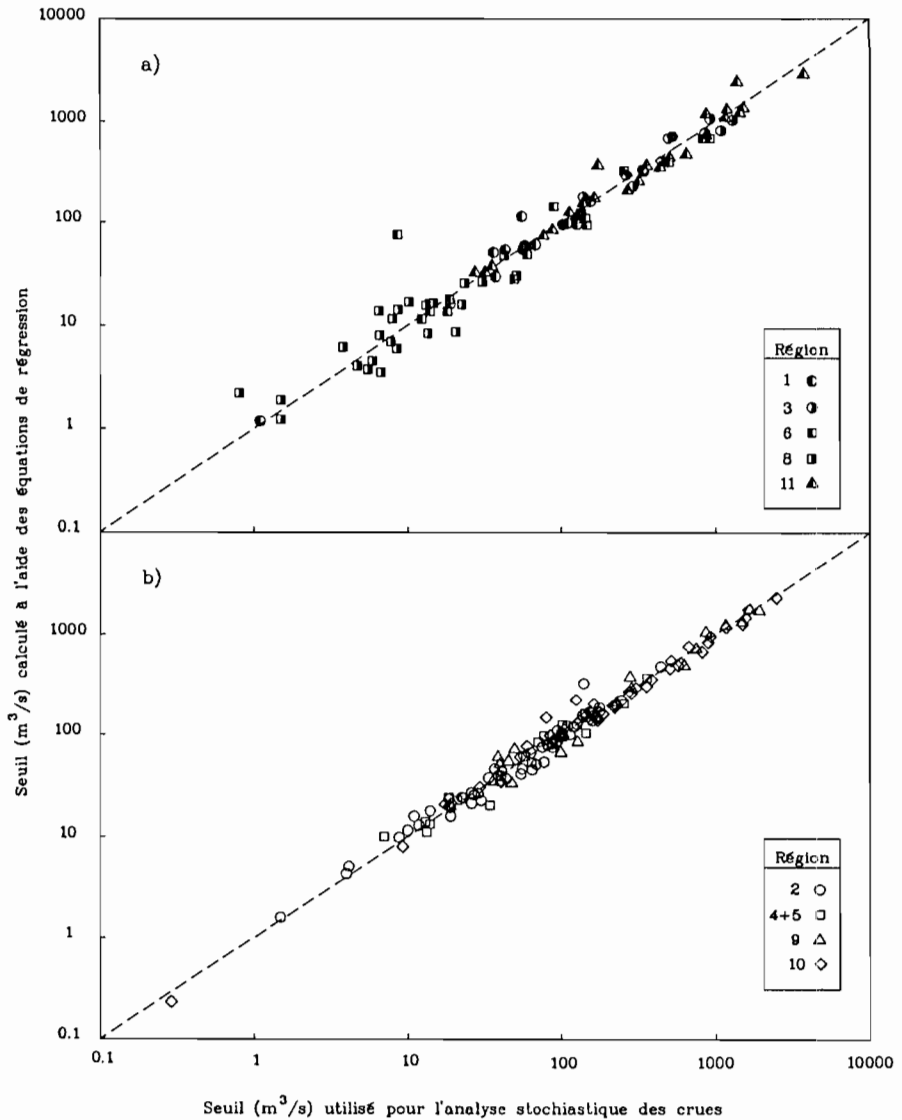 10000
a)
1000
100
10
1
0.1
Région
1
3
6
8
11
Seuil (m³/s) calculé à l'aide des équations de régression
b)
1000
100
10
1
0.1
Région
2
4+5
9
10
0.1 1 10 100 1000 10000
Seuil (m³/s) utilisé pour l'analyse stochiastique des crues